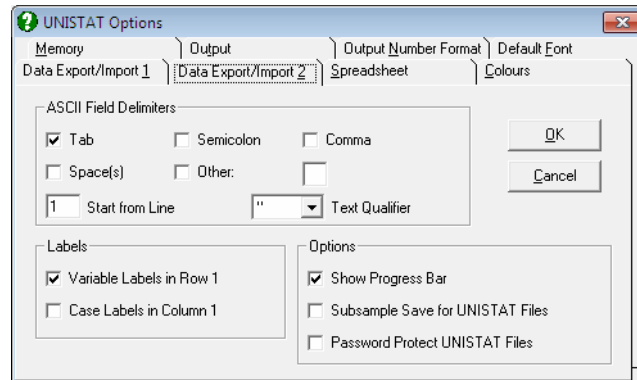 UNISTAT Options
Memory Output Output Number Format Default Font
Data Export/Import 1 Data Export/Import 2 Spreadsheet Colours
ASCII Field Delimiters
Tab Semicolon Comma
Space(s) Other:
1 Start from Line " Text Qualifier
OK
Cancel
Labels
Variable Labels in Row 1
Case Labels in Column 1
Options
Show Progress Bar
Subsample Save for UNISTAT Files
Password Protect UNISTAT Files